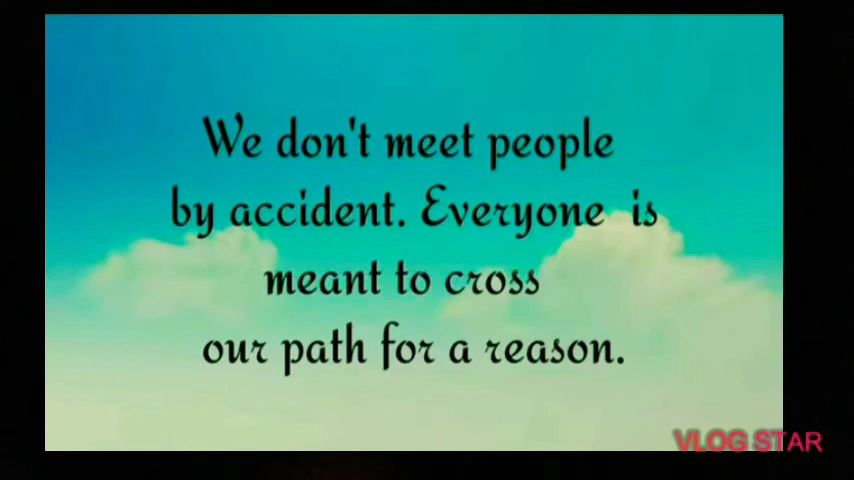 We don't meet people
by accident. Everyone is
meant to cross
our path for a reason.
VLOG STAR